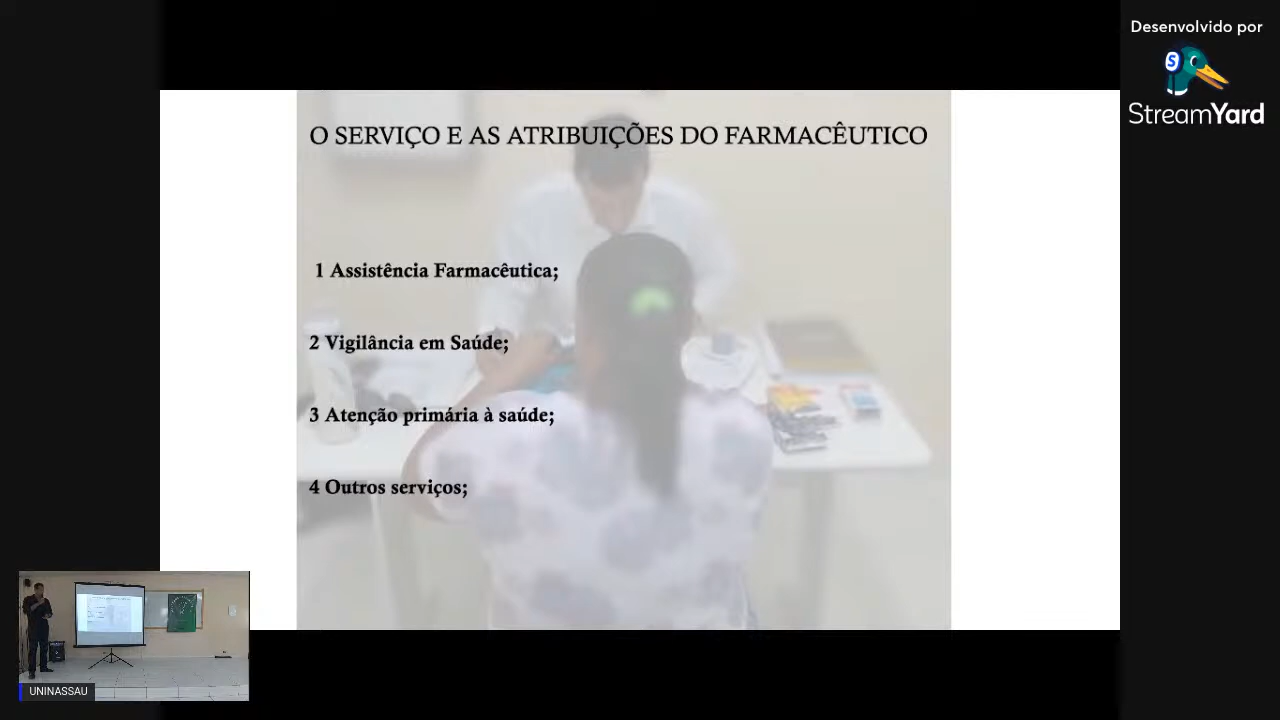 Desenvolvido por
StreamYard
O SERVIÇO E AS ATRIBUIÇÕES DO FARMACÊUTICO
1 Assistência Farmacêutica;
2 Vigilância em Saúde;
3 Atenção primária à saúde;
4 Outros serviços;
UNINASSAU